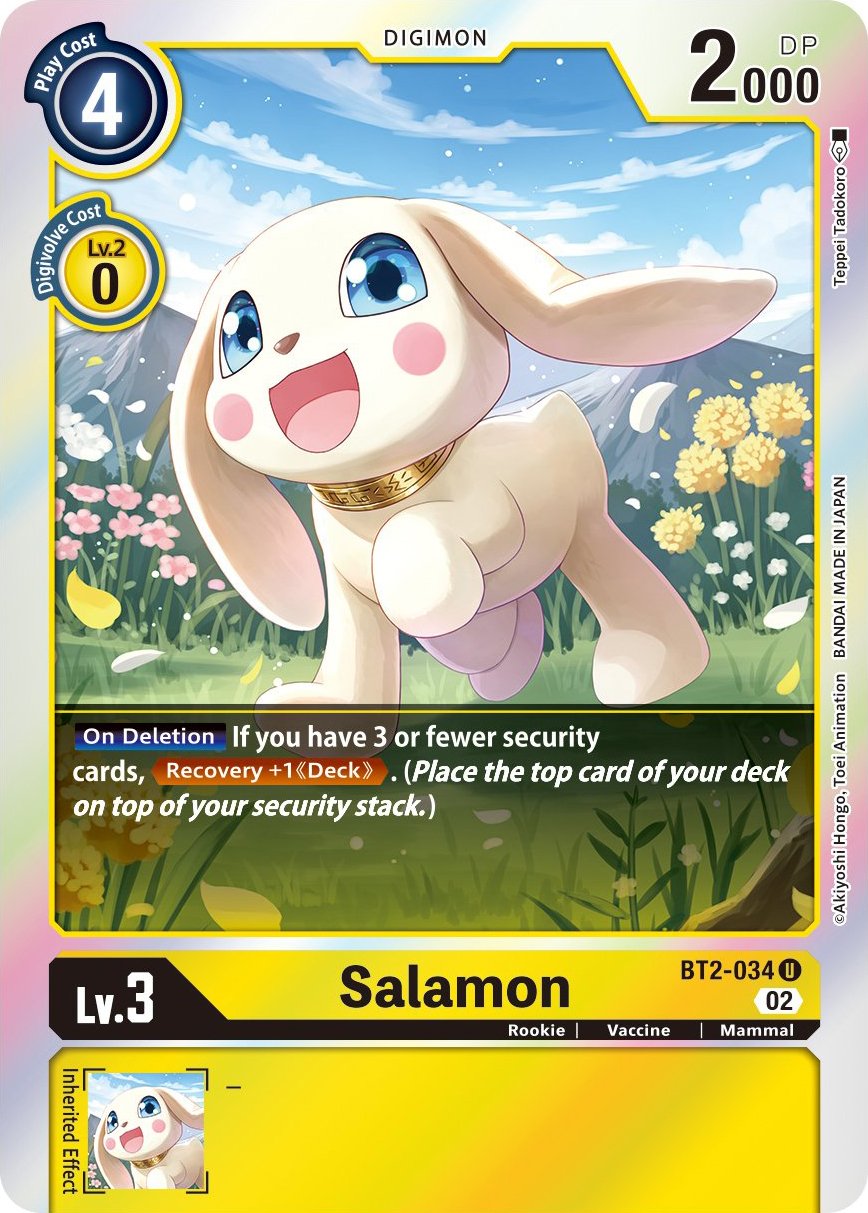 DIGIMON
Play Cost
4
DP
2000
Digivolve Cost
Lv.2
0
Teppei Tadokoro
©Akiyoshi Hongo, Toei Animation BANDAI MADE IN JAPAN
On Deletion If you have 3 or fewer security
cards, Recovery +1《Deck》. (Place the top card of your deck
on top of your security stack.)
Lv.3
Salamon
BT2-034 U
02
Rookie | Vaccine | Mammal
Inherited Effect
–